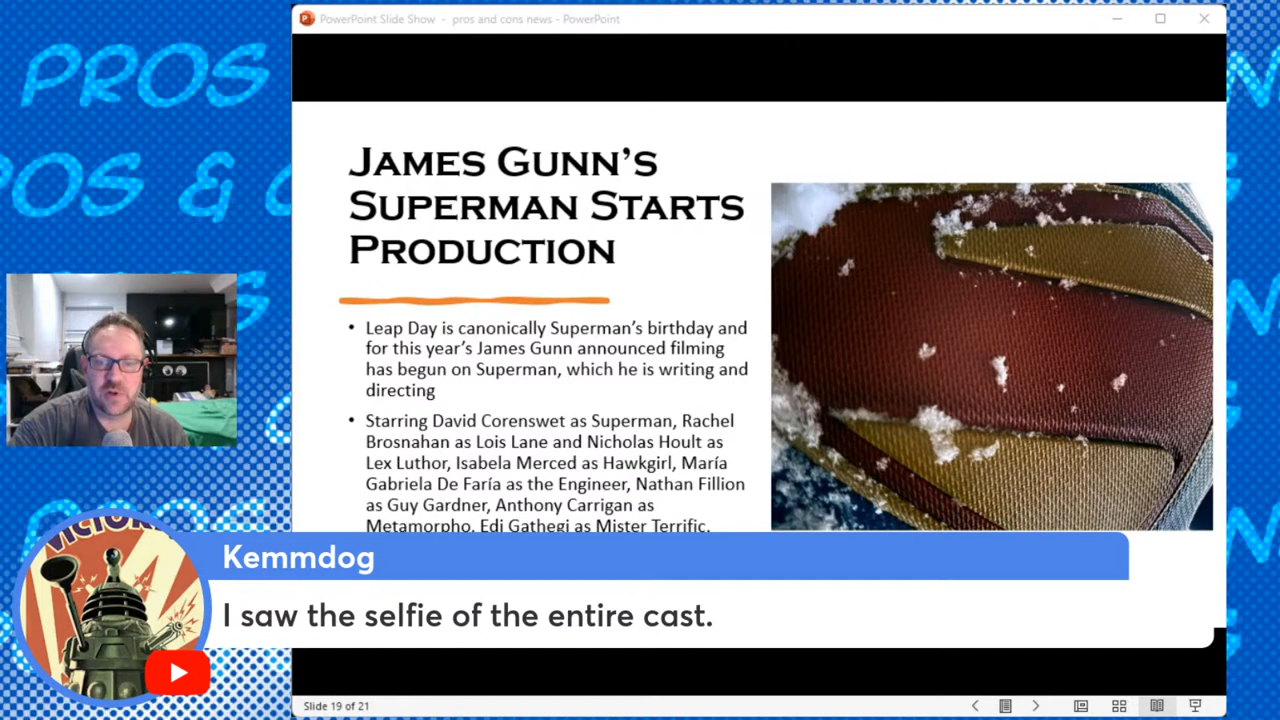 PowerPoint Slide Show - pros and cons news - PowerPoint
PROS
POS & C
JAMES GUNN'S
SUPERMAN STARTS
PRODUCTION
• Leap Day is canonically Superman's birthday and
for this year's James Gunn announced filming
has begun on Superman, which he is writing and
directing
• Starring David Corenswet as Superman, Rachel
Brosnahan as Lois Lane and Nicholas Hoult as
Lex Luthor, Isabela Merced as Hawkgirl, María
Gabriela De Faría as the Engineer, Nathan Fillion
as Guy Gardner, Anthony Carrigan as
Metamorpho, Edi Gathegi as Mister Terrific,
Kemmdog
I saw the selfie of the entire cast.
Slide 19 of 21